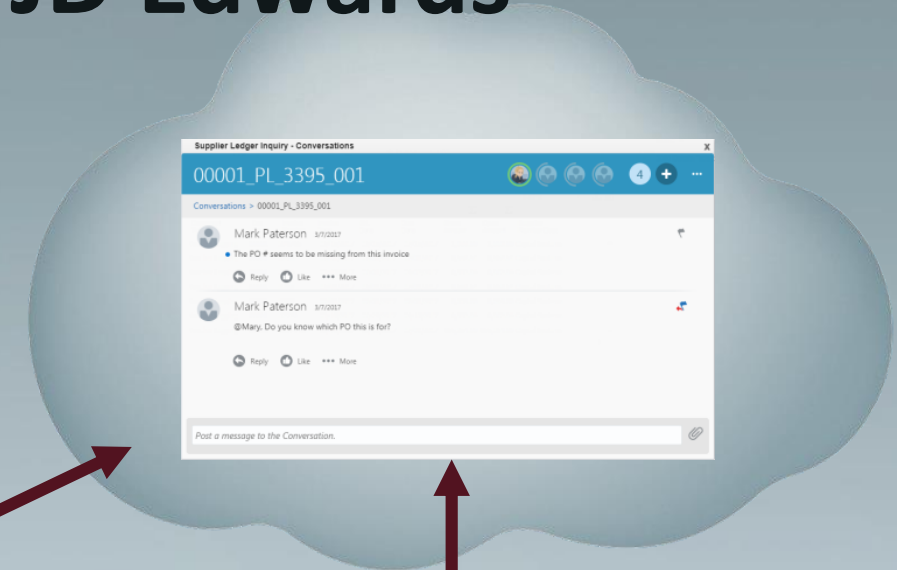 JD Edwards
Supplier Ledger Inquiry - Conversations x
00001_PL_3395_001 4 + ...
Conversations > 00001_PL_3395_001
Mark Paterson 3/7/2017
The PO # seems to be missing from this invoice
Reply Like ••• More
Mark Paterson 3/7/2017
@Mary, Do you know which PO this is for?
Reply Like ••• More
Post a message to the Conversation.